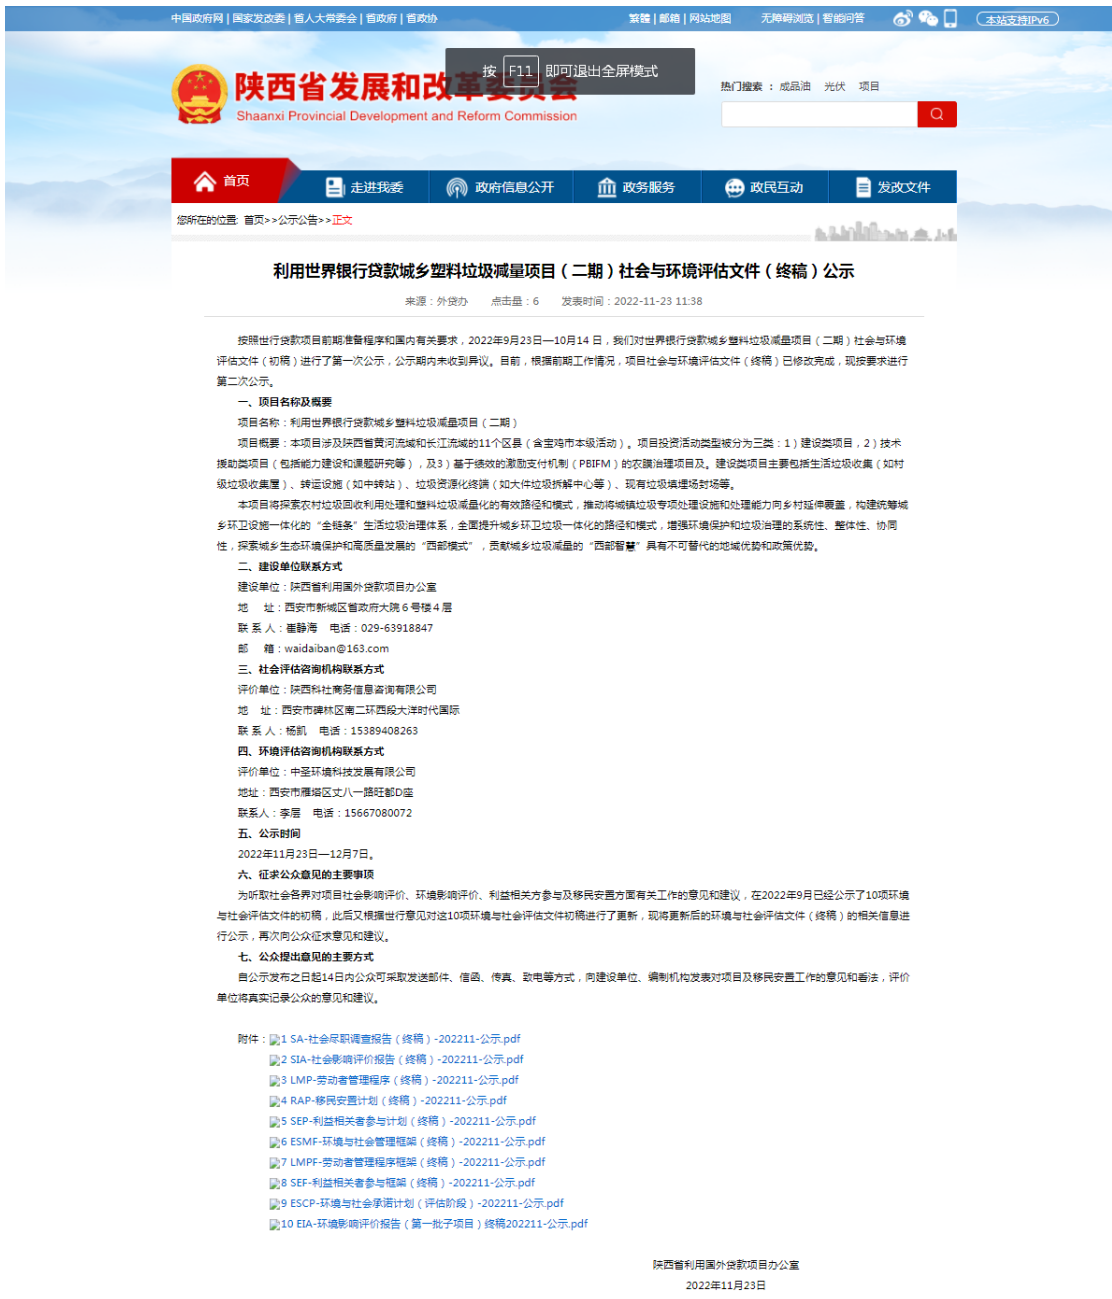 中国政府网 | 国家发改委 | 省人大常委会 | 省政府 | 省政协
繁體 | 邮箱 | 网站地图 无障碍浏览 | 智能问答 本站支持IPv6
按 F11 即可退出全屏模式
陕西省发展和改革委员会
Shaanxi Provincial Development and Reform Commission
热门搜索 ： 成品油 光伏 项目
首页 走进我委 政府信息公开 政务服务 政民互动 发改文件
您所在的位置: 首页>>公示公告>>正文
利用世界银行贷款城乡塑料垃圾减量项目（二期）社会与环境评估文件（终稿）公示
来源：外贷办 点击量：6 发表时间：2022-11-23 11:38
按照世行贷款项目前期准备程序和国内有关要求，2022年9月23日—10月14 日，我们对世界银行贷款城乡塑料垃圾减量项目（二期）社会与环境
评估文件（初稿）进行了第一次公示，公示期内未收到异议。目前，根据前期工作情况，项目社会与环境评估文件（终稿）已修改完成，现按要求进行
第二次公示。
一、项目名称及概要
项目名称：利用世界银行贷款城乡塑料垃圾减量项目（二期）
项目概要：本项目涉及陕西省黄河流域和长江流域的11个区县（含宝鸡市本级活动）。项目投资活动类型被分为三类：1）建设类项目，2）技术
援助类项目（包括能力建设和课题研究等），及3）基于绩效的激励支付机制（PBIFM）的农膜治理项目及。建设类项目主要包括生活垃圾收集（如村
级垃圾收集屋）、转运设施（如中转站）、垃圾资源化终端（如大件垃圾拆解中心等）、现有垃圾填埋场封场等。
本项目将探索农村垃圾回收利用处理和塑料垃圾减量化的有效路径和模式，推动将城镇垃圾专项处理设施和处理能力向乡村延伸覆盖，构建统筹城
乡环卫设施一体化的“全链条”生活垃圾治理体系，全面提升城乡环卫垃圾一体化的路径和模式，增强环境保护和垃圾治理的系统性、整体性、协同
性，探索城乡生态环境保护和高质量发展的“西部模式”，贡献城乡垃圾减量的“西部智慧”具有不可替代的地域优势和政策优势。
二、建设单位联系方式
建设单位：陕西省利用国外贷款项目办公室
地 址：西安市新城区省政府大院６号楼４层
联 系 人：崔静海 电话：029-63918847
邮 箱：waidaiban@163.com
三、社会评估咨询机构联系方式
评价单位：陕西科社商务信息咨询有限公司
地 址：西安市碑林区南二环西段大洋时代国际
联 系 人：杨凯 电话：15389408263
四、环境评估咨询机构联系方式
评价单位：中圣环境科技发展有限公司
地址：西安市雁塔区丈八一路旺都D座
联系人：李层 电话：15667080072
五、公示时间
2022年11月23日—12月7日。
六、征求公众意见的主要事项
为听取社会各界对项目社会影响评价、环境影响评价、利益相关方参与及移民安置方面有关工作的意见和建议，在2022年9月已经公示了10项环境
与社会评估文件的初稿，此后又根据世行意见对这10项环境与社会评估文件初稿进行了更新，现将更新后的环境与社会评估文件（终稿）的相关信息进
行公示，再次向公众征求意见和建议。
七、公众提出意见的主要方式
自公示发布之日起14日内公众可采取发送邮件、信函、传真、致电等方式，向建设单位、编制机构发表对项目及移民安置工作的意见和看法，评价
单位将真实记录公众的意见和建议。
附件：1 SA-社会尽职调查报告（终稿）-202211-公示.pdf
2 SIA-社会影响评价报告（终稿）-202211-公示.pdf
3 LMP-劳动者管理程序（终稿）-202211-公示.pdf
4 RAP-移民安置计划（终稿）-202211-公示.pdf
5 SEP-利益相关者参与计划（终稿）-202211-公示.pdf
6 ESMF-环境与社会管理框架（终稿）-202211-公示.pdf
7 LMPF-劳动者管理程序框架（终稿）-202211-公示.pdf
8 SEF-利益相关者参与框架（终稿）-202211-公示.pdf
9 ESCP-环境与社会承诺计划（评估阶段）-202211-公示.pdf
10 EIA-环境影响评价报告（第一批子项目）终稿202211-公示.pdf
陕西省利用国外贷款项目办公室
2022年11月23日